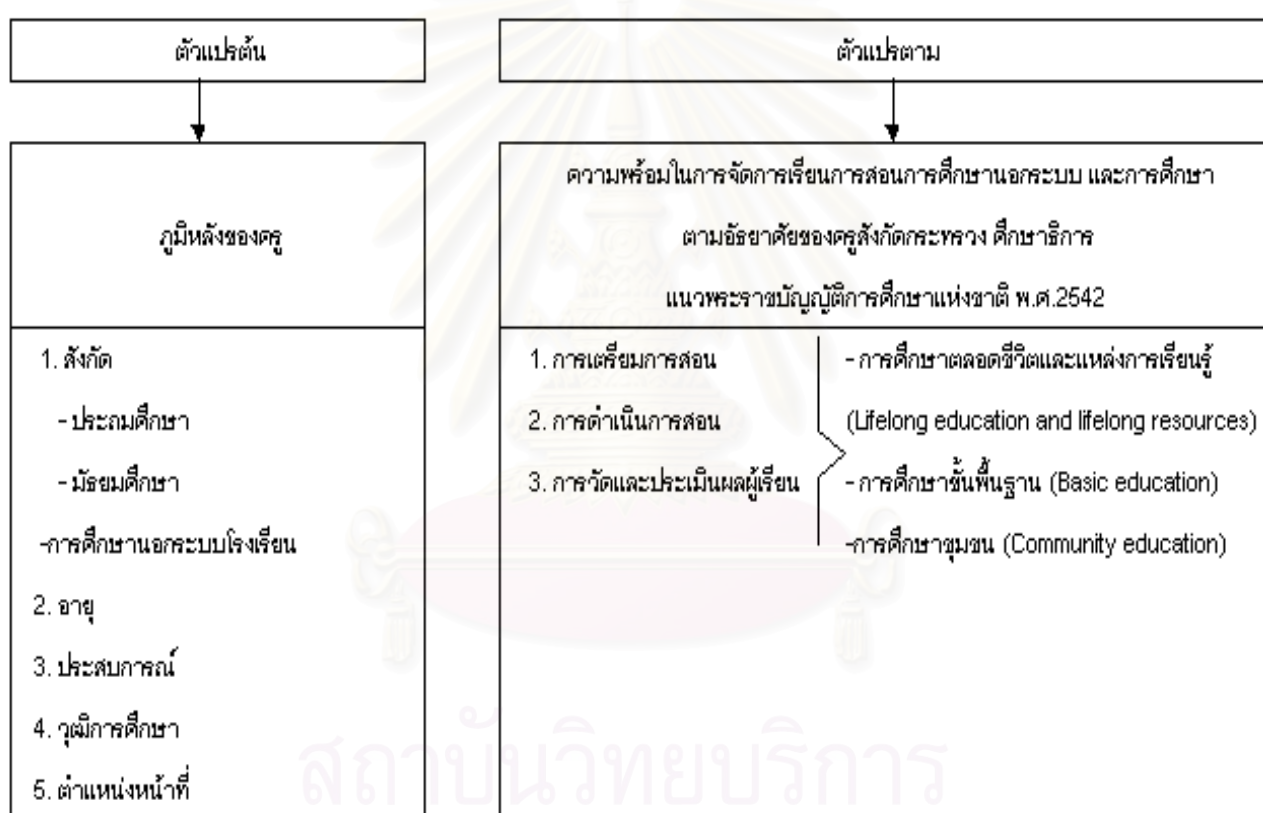 ตัวแปรต้น
ตัวแปรตาม
ภูมิหลังของครู
ความพร้อมในการจัดการเรียนการสอนการศึกษานอกระบบ และการศึกษา
ตามอัธยาศัยของครูสังกัดกระทรวง ศึกษาธิการ
แนวพระราชบัญญัติการศึกษาแห่งชาติ พ.ศ.2542
1. สังกัด
- ประถมศึกษา
- มัธยมศึกษา
-การศึกษานอกระบบโรงเรียน
2. อายุ
3. ประสบการณ์
4. วุฒิการศึกษา
5. ตำแหน่งหน้าที่
1. การเตรียมการสอน
2. การดำเนินการสอน
3. การวัดและประเมินผลผู้เรียน
- การศึกษาตลอดชีวิตและแหล่งการเรียนรู้
(Lifelong education and lifelong resources)
- การศึกษาขั้นพื้นฐาน (Basic education)
-การศึกษาชุมชน (Community education)
สถาบันวิทยบริการ